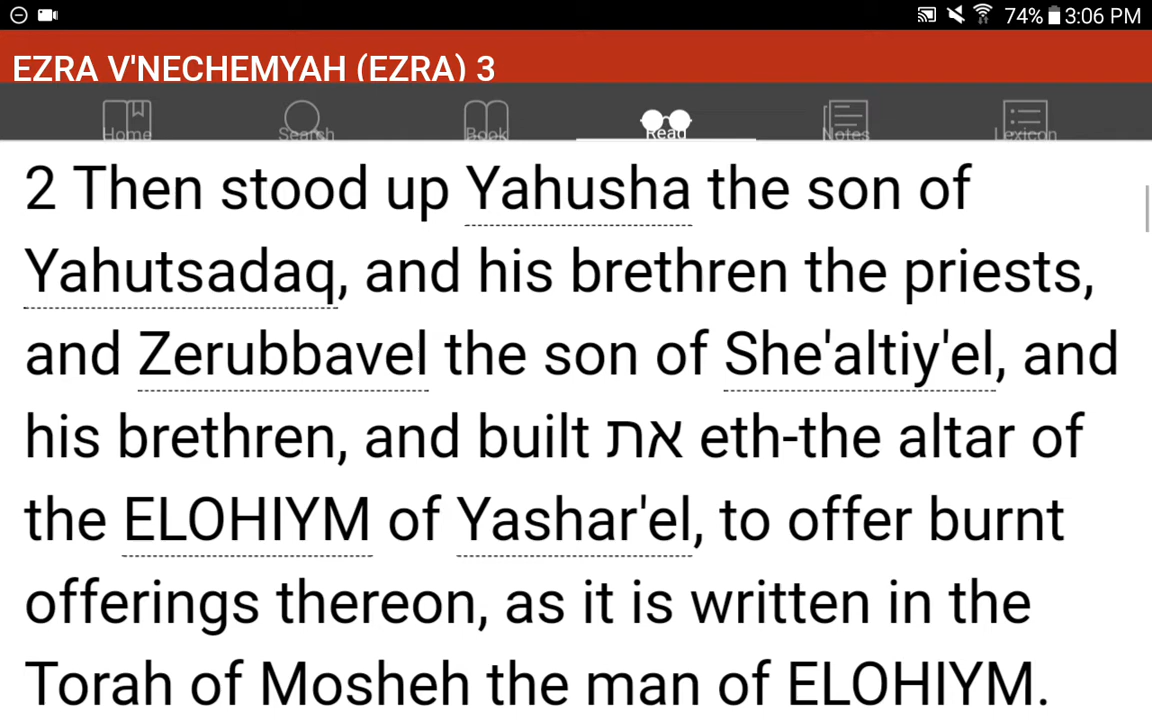 74% 3:06 PM
EZRA V'NECHEMYAH (EZRA) 3
Home Search Book Read Notes Lexicon
2 Then stood up Yahusha the son of
Yahutsadaq, and his brethren the priests,
and Zerubbavel the son of She'altiy'el, and
his brethren, and built את eth-the altar of
the ELOHIYM of Yashar'el, to offer burnt
offerings thereon, as it is written in the
Torah of Mosheh the man of ELOHIYM.